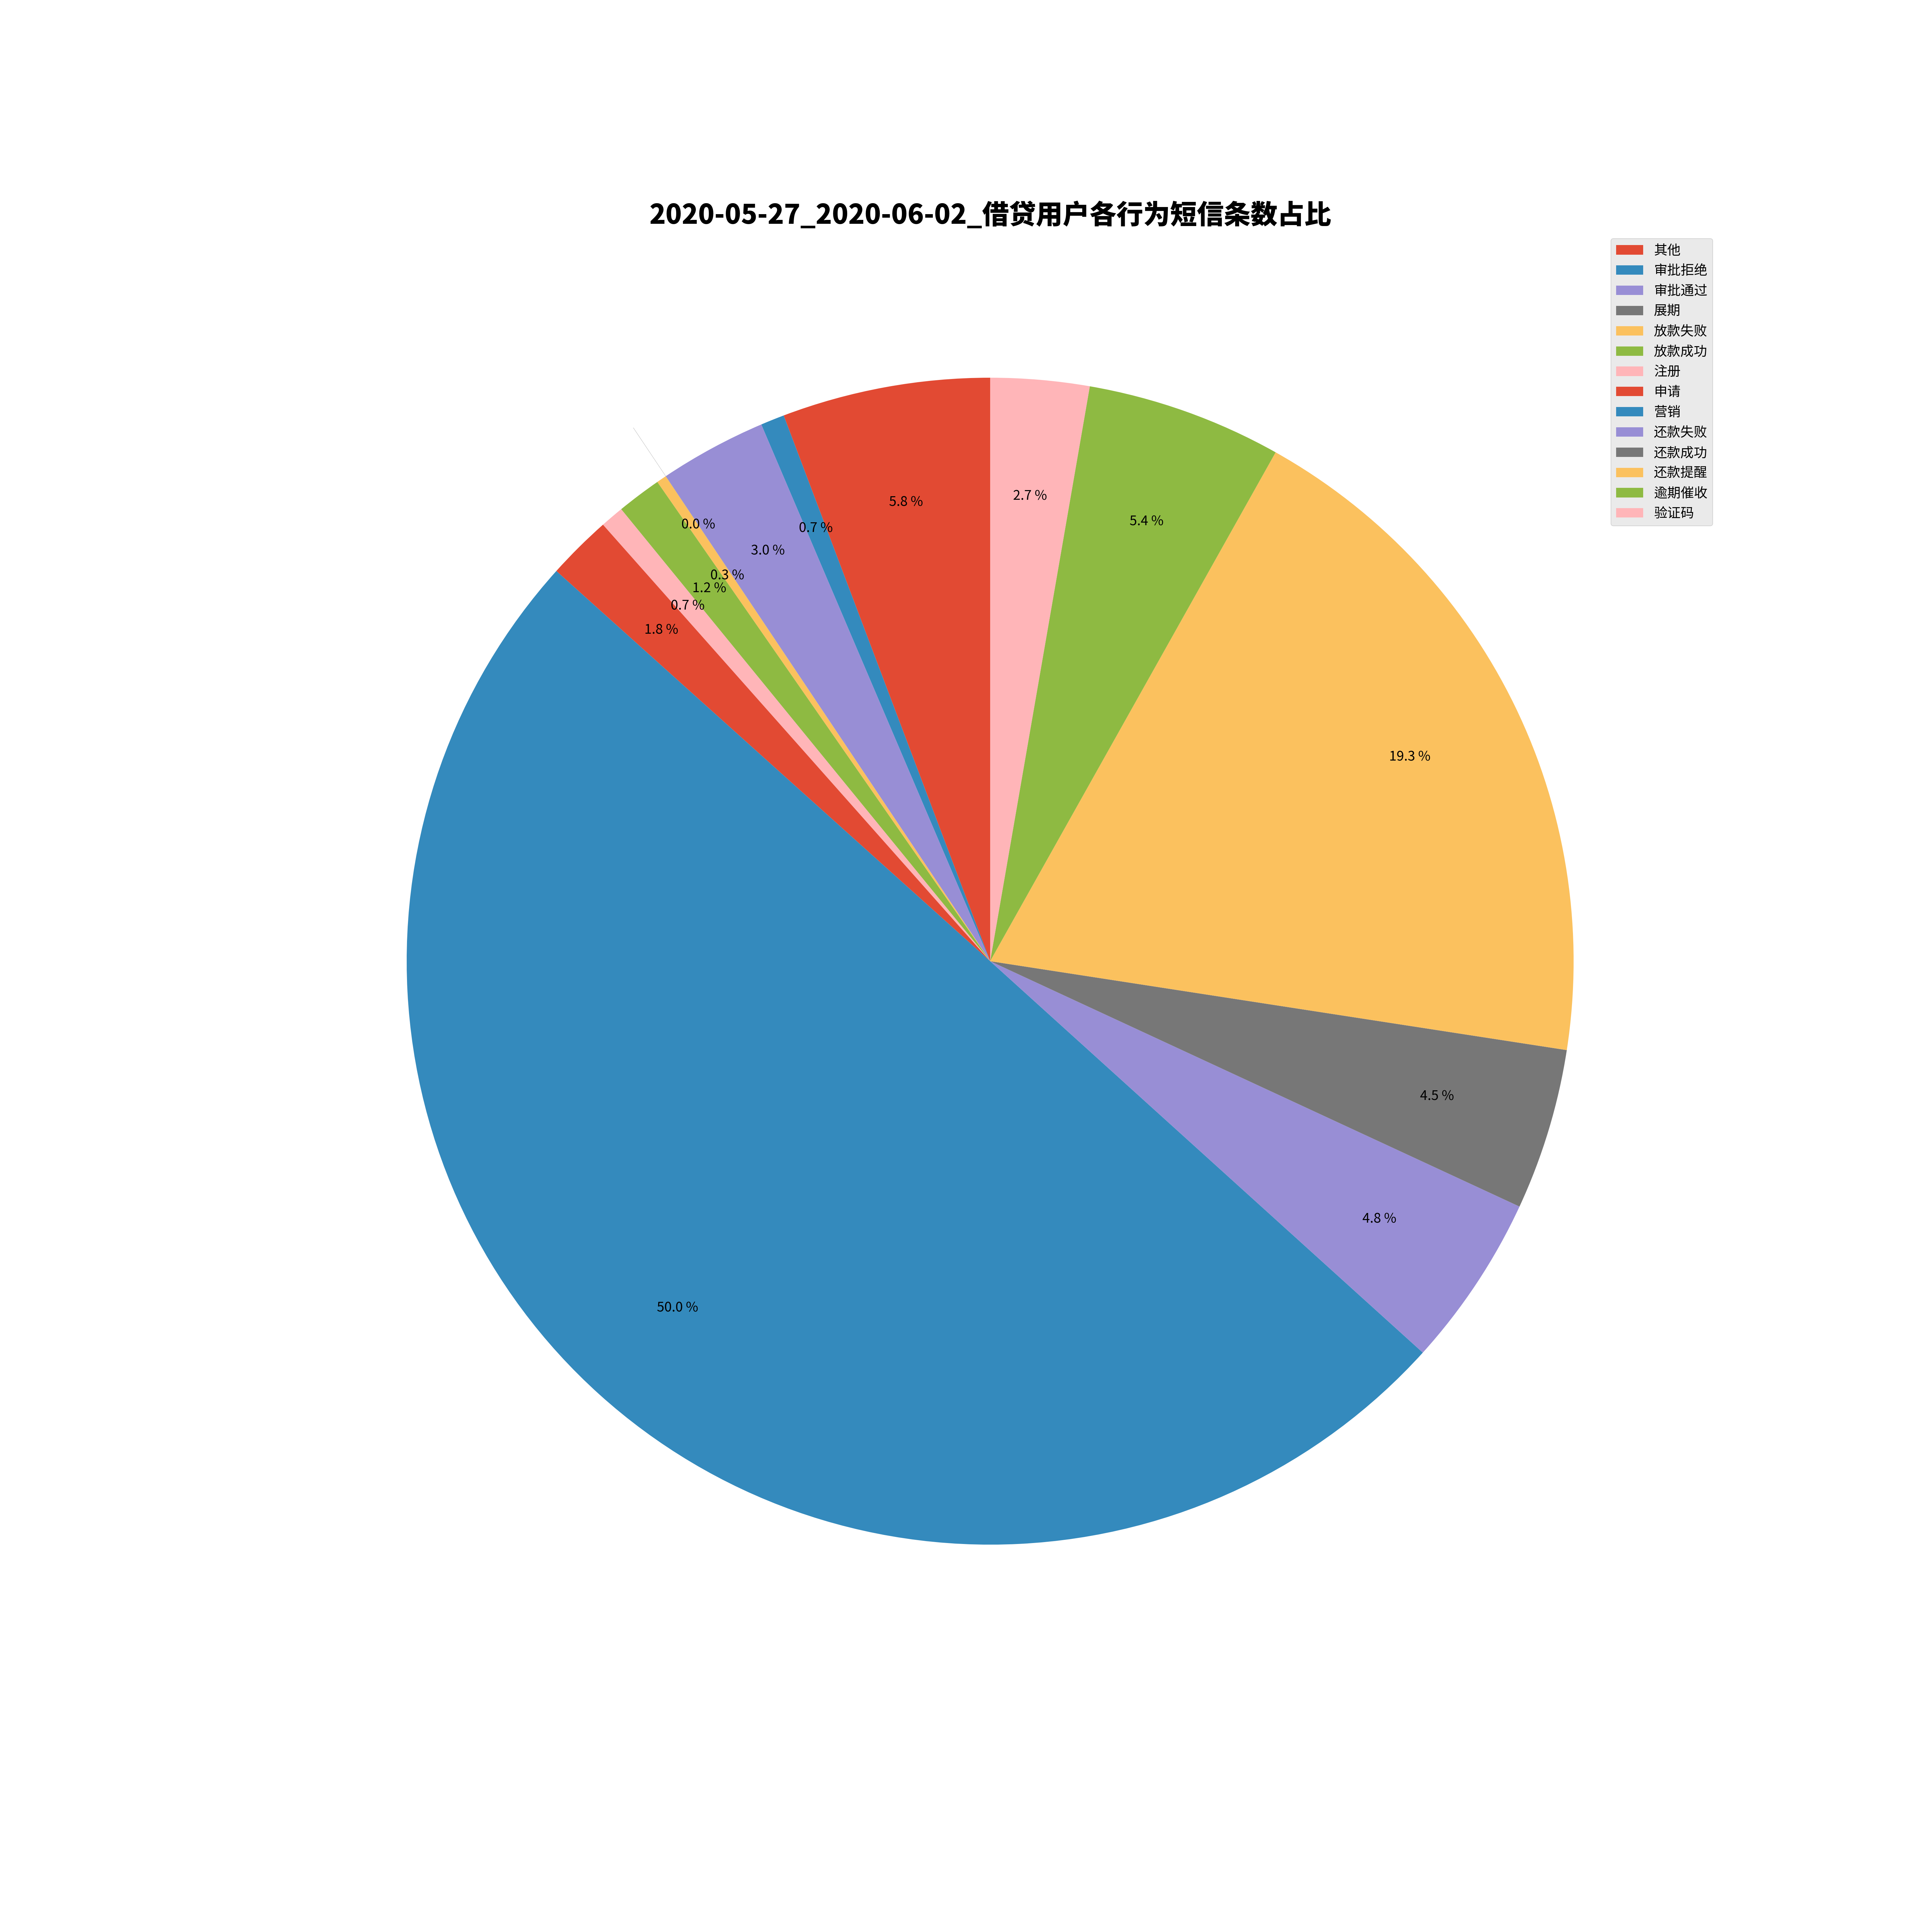 2020-05-27_2020-06-02_借贷用户各行为短信条数占比
其他
审批拒绝
审批通过
展期
放款失败
放款成功
注册
申请
营销
还款失败
还款成功
还款提醒
逾期催收
验证码
5.8 %
0.7 %
3.0 %
0.0 %
0.3 %
1.2 %
0.7 %
1.8 %
50.0 %
4.8 %
4.5 %
19.3 %
5.4 %
2.7 %